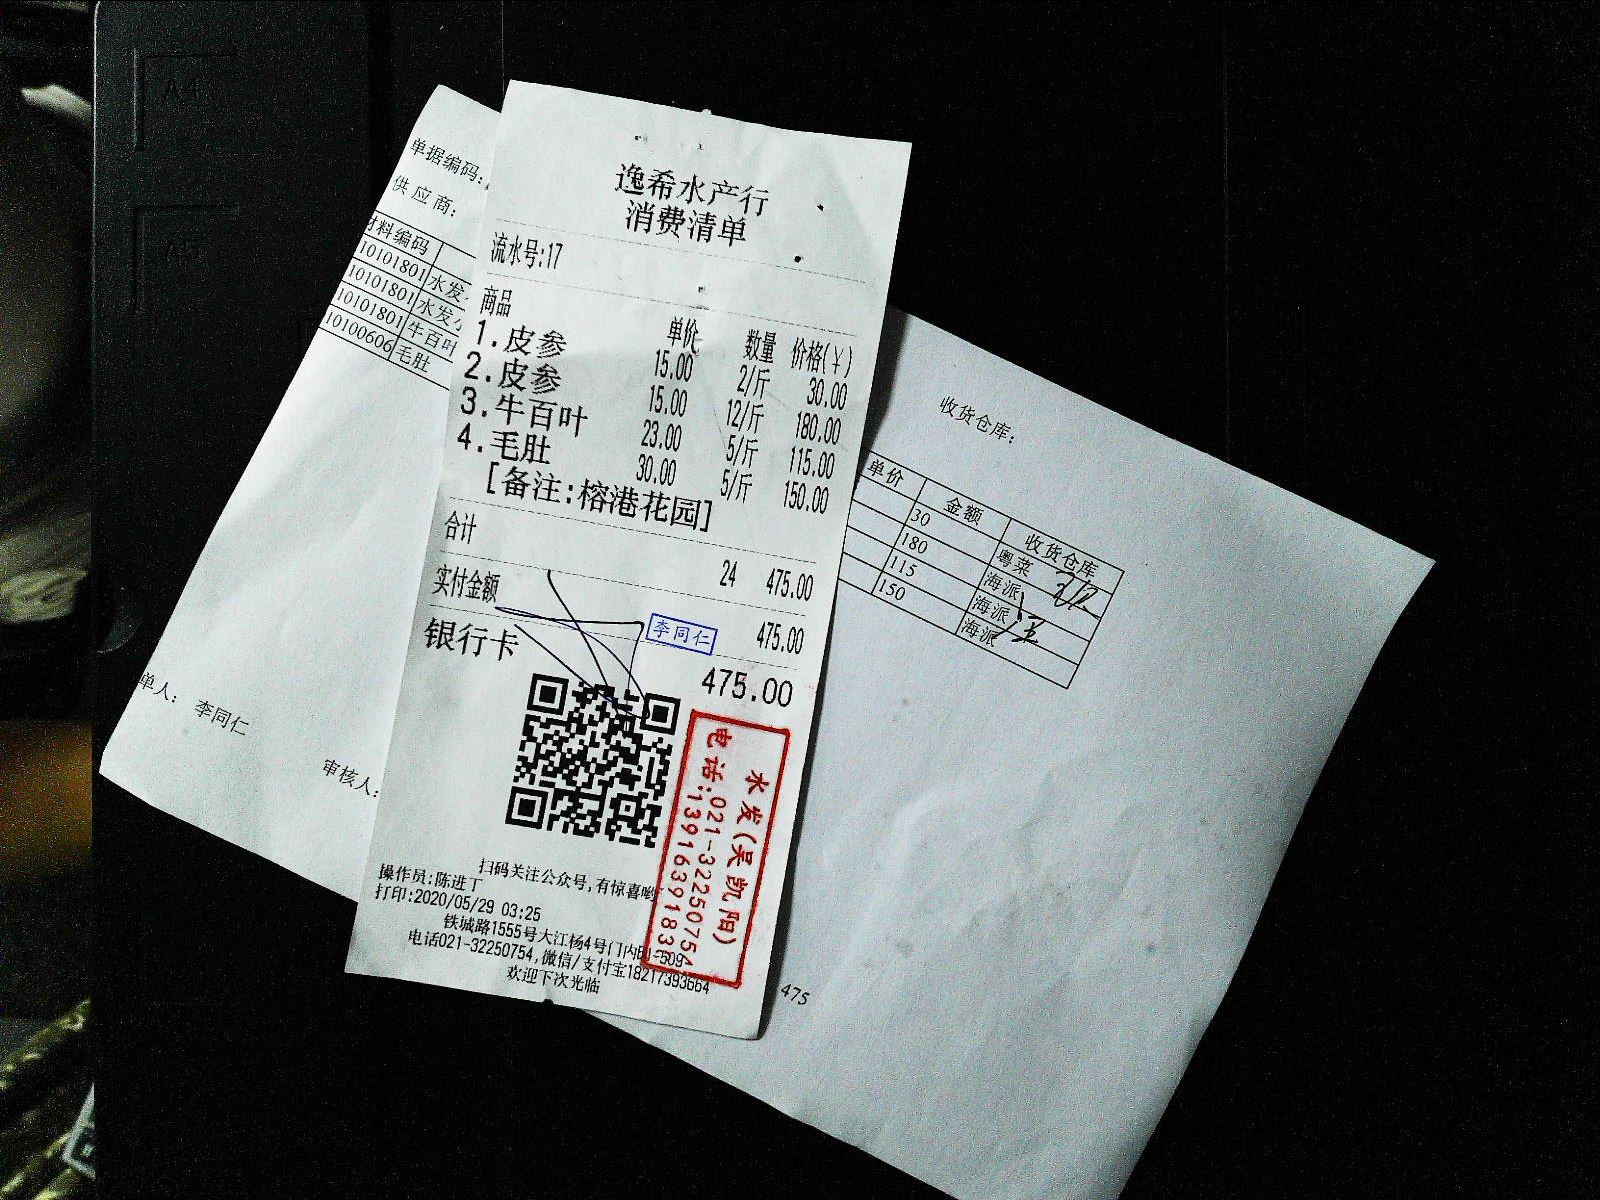 A4
A5
单据编码:
供应商:
材料编码
10101801 水发
10101801 水发
10101801 牛百叶
10100606 毛肚
单人: 李同仁
审核人:
逸希水产行
消费清单
流水号:17
商品 单价 数量 价格(¥)
1.皮参 15.00 2/斤 30.00
2.皮参 15.00 12/斤 180.00
3.牛百叶 23.00 5/斤 115.00
4.毛肚 30.00 5/斤 150.00
[备注:榕港花园]
合计 24 475.00
实付金额 475.00
李同仁
银行卡 475.00
扫码关注公众号,有惊喜哟
操作员:陈进丁
打印:2020/05/29 03:25
铁城路1555号大江杨4号门内
电话021-32250754,微信/支付宝18217393664
欢迎下次光临
水发(吴凯阳)
电话:021-32250754
收货仓库:
单价 金额 收货仓库
30 粤菜
180 海派
115 海派
150 海派
475